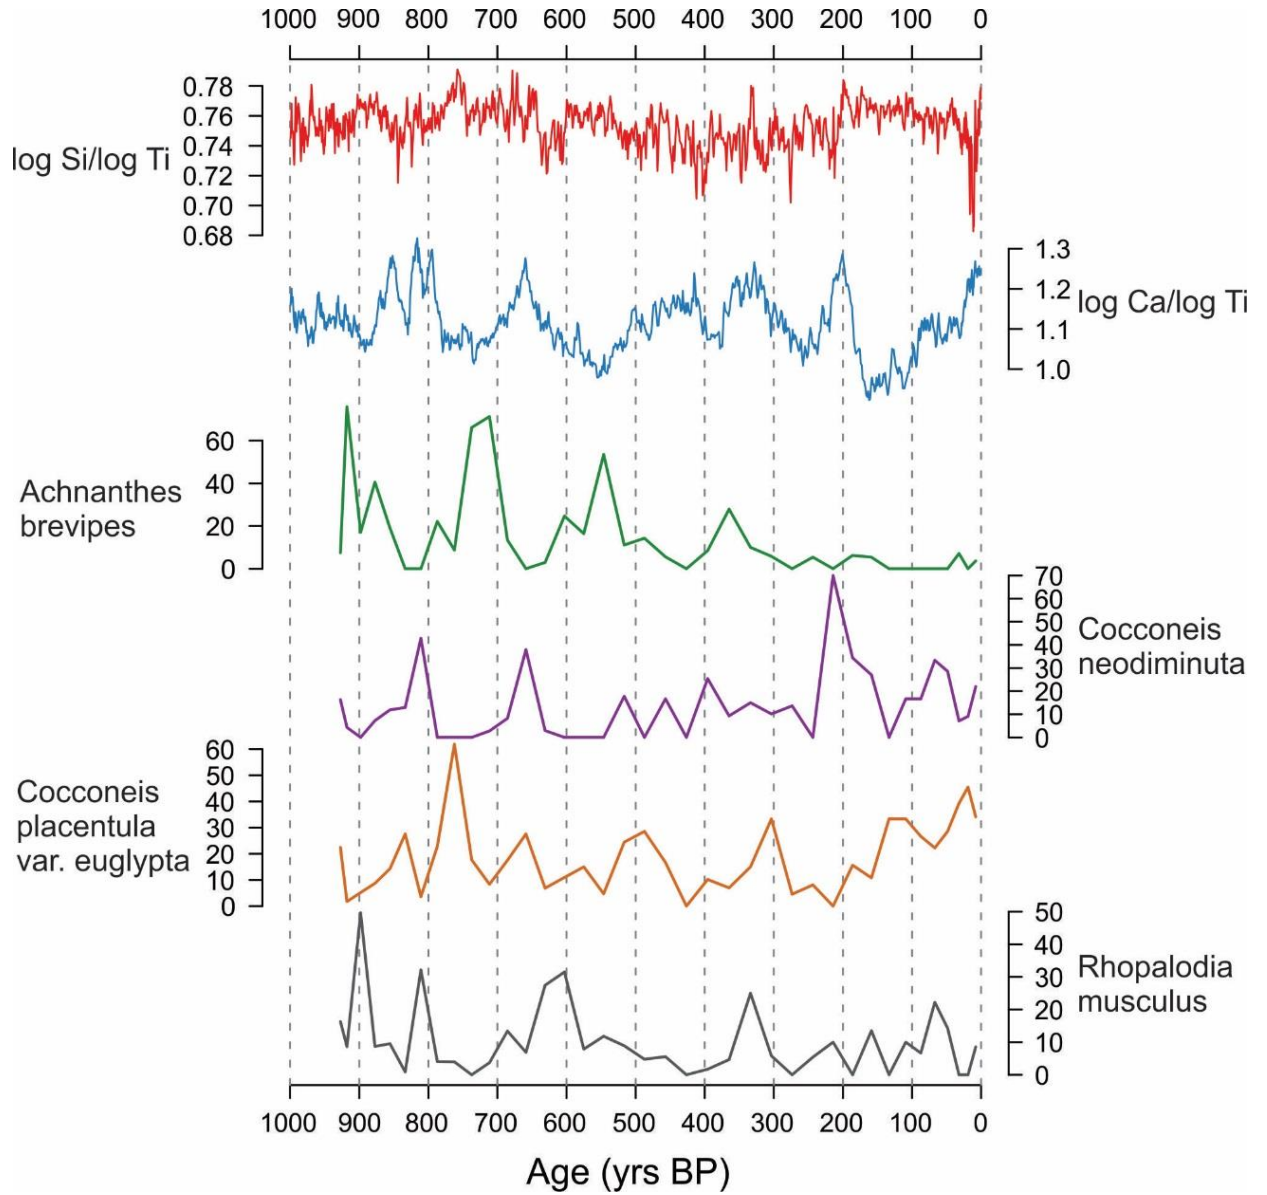 1000 900 800 700 600 500 400 300 200 100 0
0.78
0.76
0.74
0.72
0.70
0.68
log Si/log Ti
1.3
1.2
1.1
1.0
log Ca/log Ti
60
40
20
0
Achnanthes
brevipes
70
60
50
40
30
20
10
0
Cocconeis
neodiminuta
60
50
40
30
20
10
0
Cocconeis
placentula
var. euglypta
50
40
30
20
10
0
Rhopalodia
musculus
1000 900 800 700 600 500 400 300 200 100 0
Age (yrs BP)